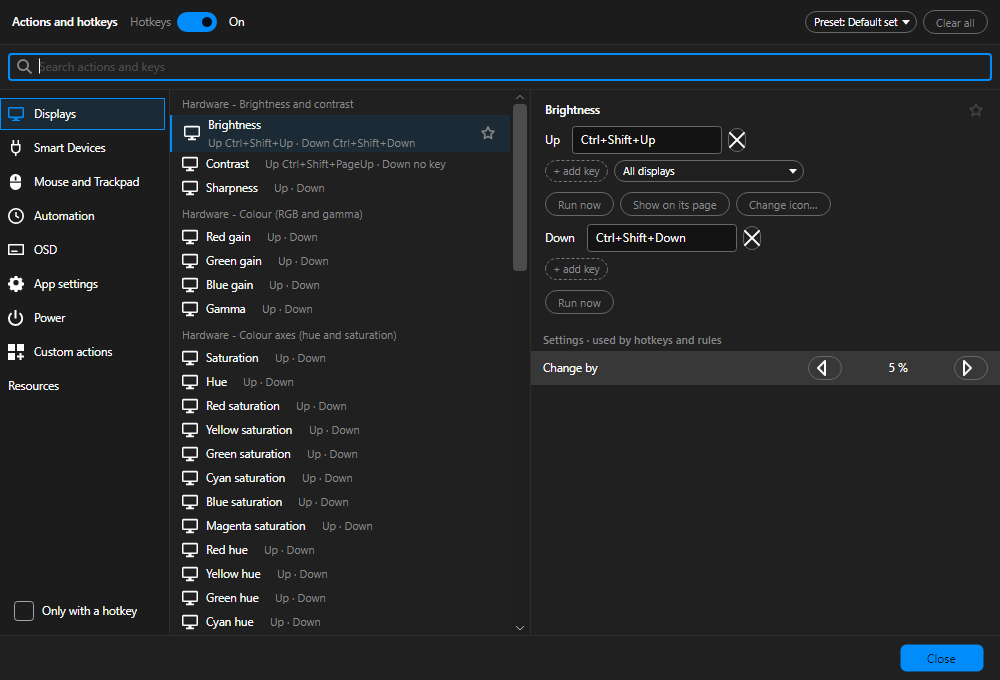 Actions and hotkeys Hotkeys On Preset: Default set Clear all
Search actions and keys
Displays
Smart Devices
Mouse and Trackpad
Automation
OSD
App settings
Power
Custom actions
Resources
Only with a hotkey
Hardware - Brightness and contrast
Brightness
Up Ctrl+Shift+Up · Down Ctrl+Shift+Down
Contrast Up Ctrl+Shift+PageUp · Down no key
Sharpness Up · Down
Hardware - Colour (RGB and gamma)
Red gain Up · Down
Green gain Up · Down
Blue gain Up · Down
Gamma Up · Down
Hardware - Colour axes (hue and saturation)
Saturation Up · Down
Hue Up · Down
Red saturation Up · Down
Yellow saturation Up · Down
Green saturation Up · Down
Cyan saturation Up · Down
Blue saturation Up · Down
Magenta saturation Up · Down
Red hue Up · Down
Yellow hue Up · Down
Green hue Up · Down
Cyan hue Up · Down
Brightness
Up Ctrl+Shift+Up
+ add key All displays
Run now Show on its page Change icon...
Down Ctrl+Shift+Down
+ add key
Run now
Settings · used by hotkeys and rules
Change by 5 %
Close